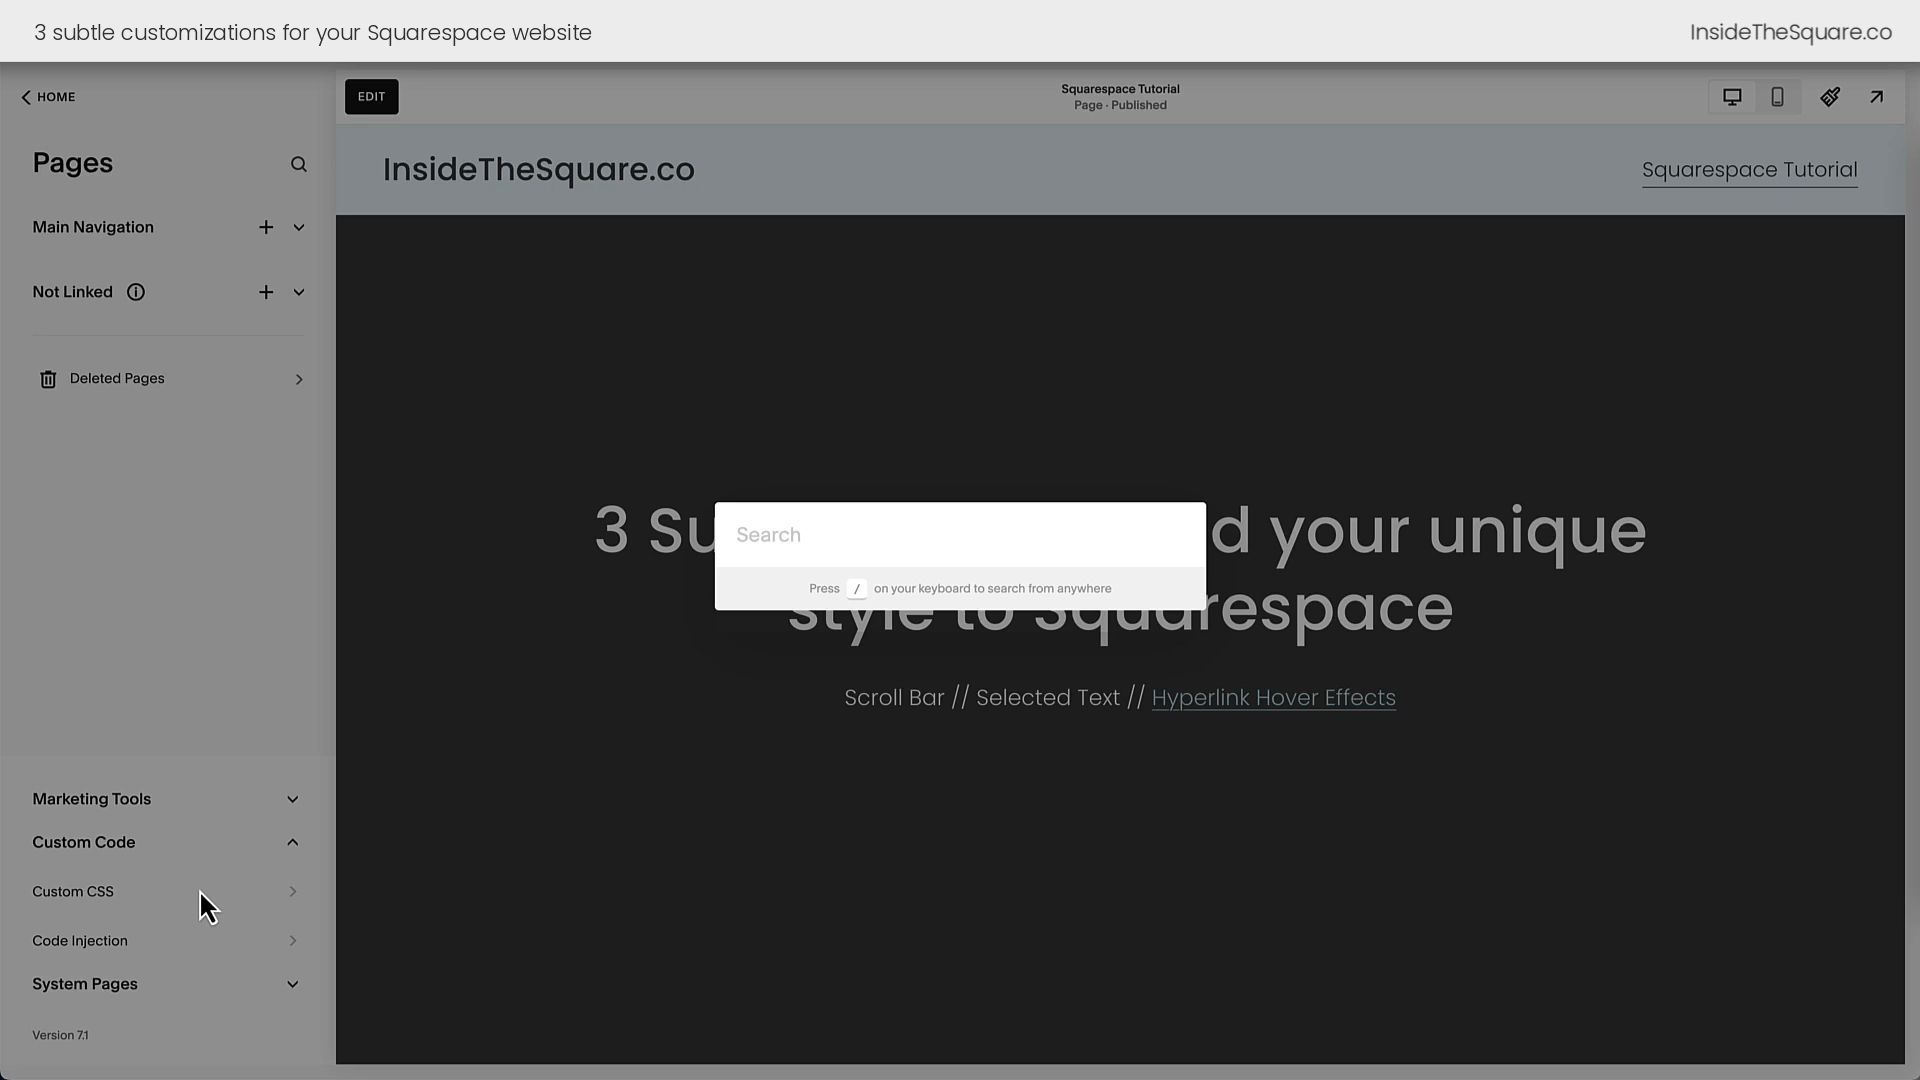 3 subtle customizations for your Squarespace website
InsideTheSquare.co
HOME
EDIT
Squarespace Tutorial
Page · Published
Pages
InsideTheSquare.co
Squarespace Tutorial
Main Navigation
Not Linked
Deleted Pages
3 Su
d your unique
Search
Press / on your keyboard to search from anywhere
style to Squarespace
Scroll Bar // Selected Text // Hyperlink Hover Effects
Marketing Tools
Custom Code
Custom CSS
Code Injection
System Pages
Version 7.1